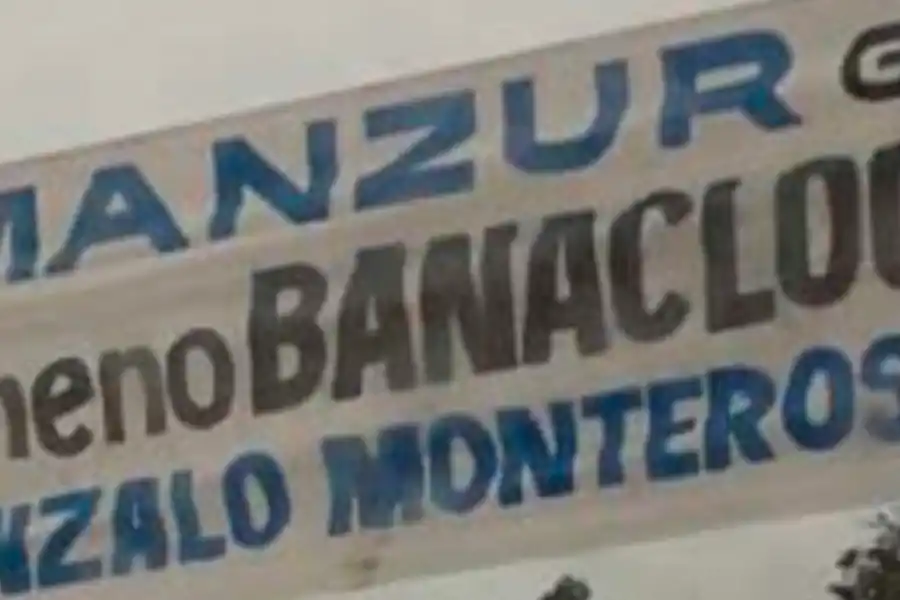 MANZUR G
meno BANACLOU
NZALO MONTEROS